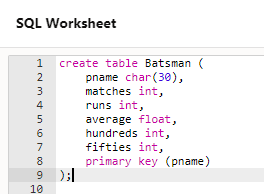 SQL Worksheet
1 create table Batsman (
2 pname char(30),
3 matches int,
4 runs int,
5 average float,
6 hundreds int,
7 fifties int,
8 primary key (pname)
9 );
10